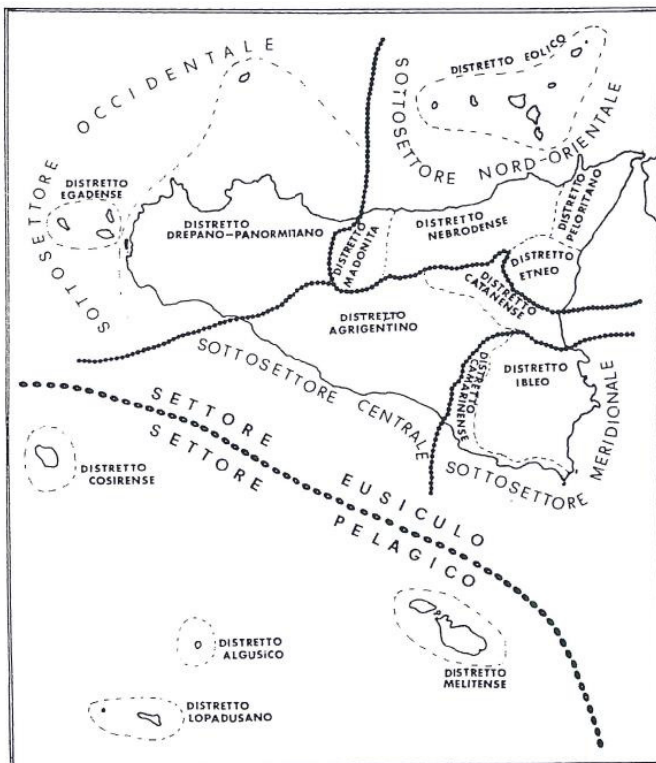 SOTTOSETTORE OCCIDENTALE
DISTRETTO
EGADENSE
DISTRETTO
DREPANO-PANORMITANO
SOTTOSETTORE NORD-ORIENTALE
DISTRETTO EOLICO
DISTRETTO
MADONITA
DISTRETTO
NEBRODENSE
DISTRETTO
PELORITANO
DISTRETTO
ETNEO
DISTRETTO
CATANENSE
DISTRETTO
AGRIGENTINO
SOTTOSETTORE CENTRALE
DISTRETTO
CAMARINENSE
DISTRETTO
IBLEO
SOTTOSETTORE MERIDIONALE
SETTORE EUSICULO
SETTORE PELAGICO
DISTRETTO
COSIRENSE
DISTRETTO
ALGUSICO
DISTRETTO
LOPADUSANO
DISTRETTO
MELITENSE